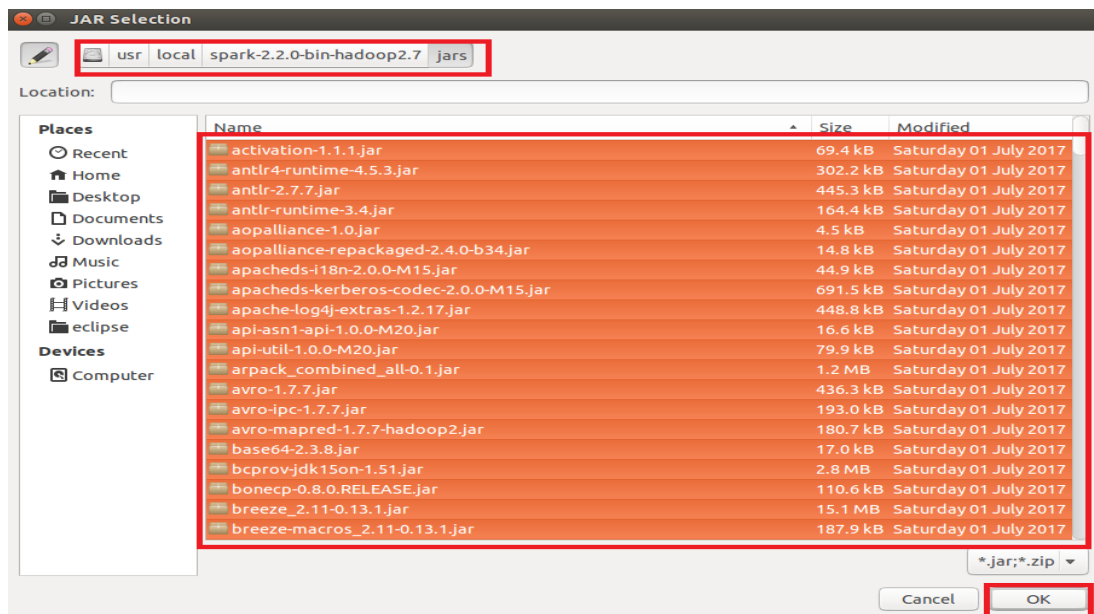 JAR Selection
usr local spark-2.2.0-bin-hadoop2.7 jars
Location:
Places
Recent
Home
Desktop
Documents
Downloads
Music
Pictures
Videos
eclipse
Devices
Computer
Name Size Modified
activation-1.1.1.jar 69.4 kB Saturday 01 July 2017
antlr4-runtime-4.5.3.jar 302.2 kB Saturday 01 July 2017
antlr-2.7.7.jar 445.3 kB Saturday 01 July 2017
antlr-runtime-3.4.jar 164.4 kB Saturday 01 July 2017
aopalliance-1.0.jar 4.5 kB Saturday 01 July 2017
aopalliance-repackaged-2.4.0-b34.jar 14.8 kB Saturday 01 July 2017
apacheds-i18n-2.0.0-M15.jar 44.9 kB Saturday 01 July 2017
apacheds-kerberos-codec-2.0.0-M15.jar 691.5 kB Saturday 01 July 2017
apache-log4j-extras-1.2.17.jar 448.8 kB Saturday 01 July 2017
api-asn1-api-1.0.0-M20.jar 16.6 kB Saturday 01 July 2017
api-util-1.0.0-M20.jar 79.9 kB Saturday 01 July 2017
arpack_combined_all-0.1.jar 1.2 MB Saturday 01 July 2017
avro-1.7.7.jar 436.3 kB Saturday 01 July 2017
avro-ipc-1.7.7.jar 193.0 kB Saturday 01 July 2017
avro-mapred-1.7.7-hadoop2.jar 180.7 kB Saturday 01 July 2017
base64-2.3.8.jar 17.0 kB Saturday 01 July 2017
bcprov-jdk15on-1.51.jar 2.8 MB Saturday 01 July 2017
bonecp-0.8.0.RELEASE.jar 110.6 kB Saturday 01 July 2017
breeze_2.11-0.13.1.jar 15.1 MB Saturday 01 July 2017
breeze-macros_2.11-0.13.1.jar 187.9 kB Saturday 01 July 2017
*.jar;*.zip
Cancel OK